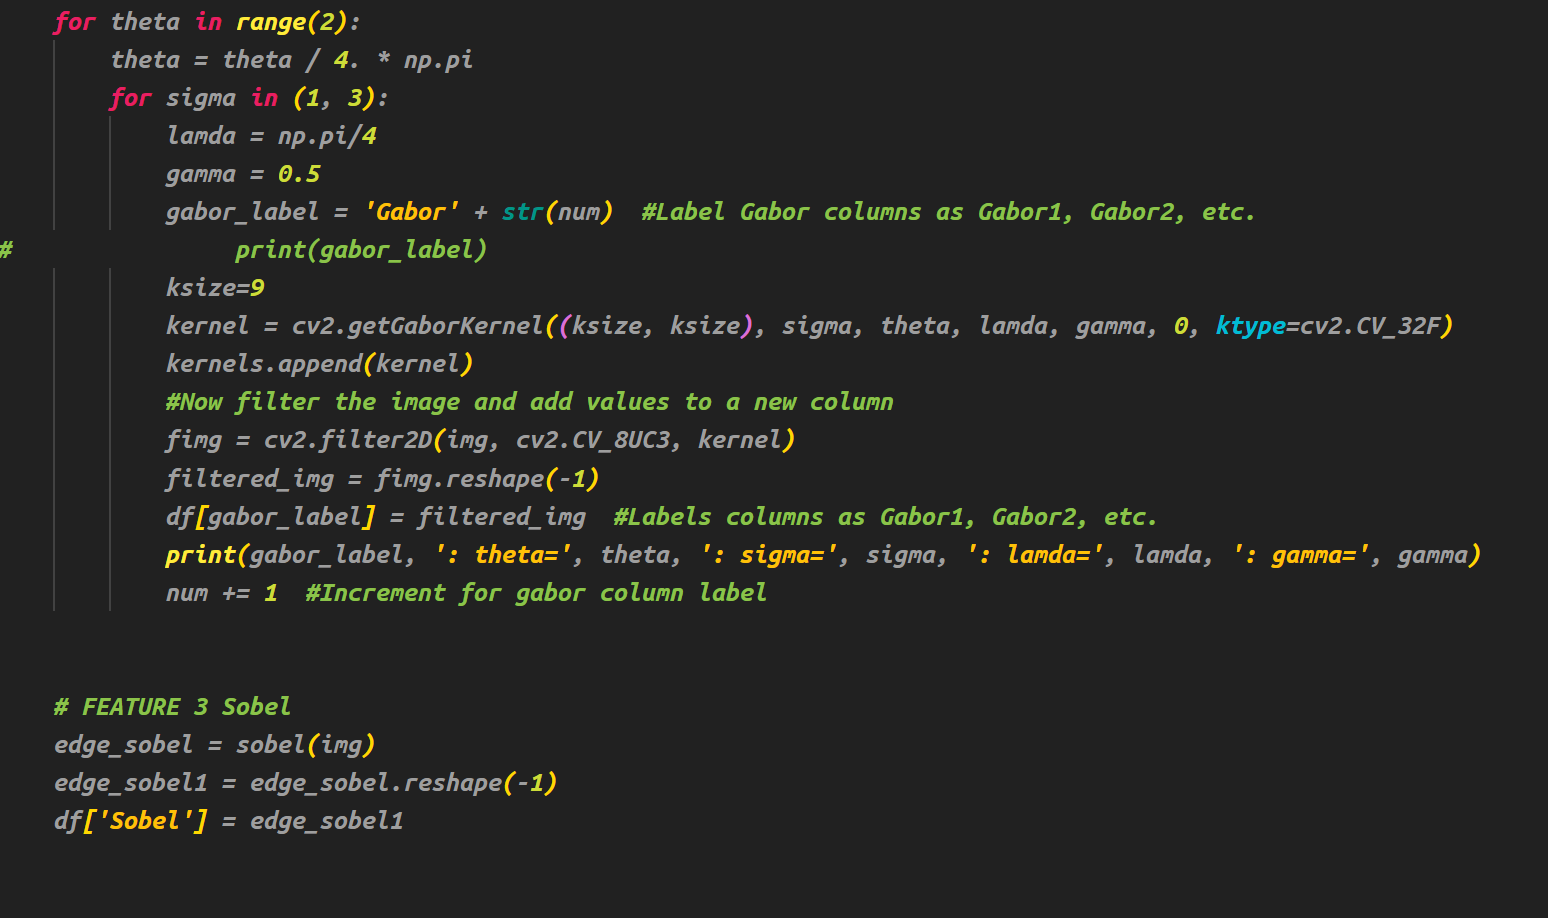 for theta in range(2):
    theta = theta / 4. * np.pi
    for sigma in (1, 3):
        lamda = np.pi/4
        gamma = 0.5
        gabor_label = 'Gabor' + str(num)  #Label Gabor columns as Gabor1, Gabor2, etc.
#                print(gabor_label)
        ksize=9
        kernel = cv2.getGaborKernel((ksize, ksize), sigma, theta, lamda, gamma, 0, ktype=cv2.CV_32F)
        kernels.append(kernel)
        #Now filter the image and add values to a new column
        fimg = cv2.filter2D(img, cv2.CV_8UC3, kernel)
        filtered_img = fimg.reshape(-1)
        df[gabor_label] = filtered_img  #Labels columns as Gabor1, Gabor2, etc.
        print(gabor_label, ': theta=', theta, ': sigma=', sigma, ': lamda=', lamda, ': gamma=', gamma)
        num += 1  #Increment for gabor column label
# FEATURE 3 Sobel
edge_sobel = sobel(img)
edge_sobel1 = edge_sobel.reshape(-1)
df['Sobel'] = edge_sobel1